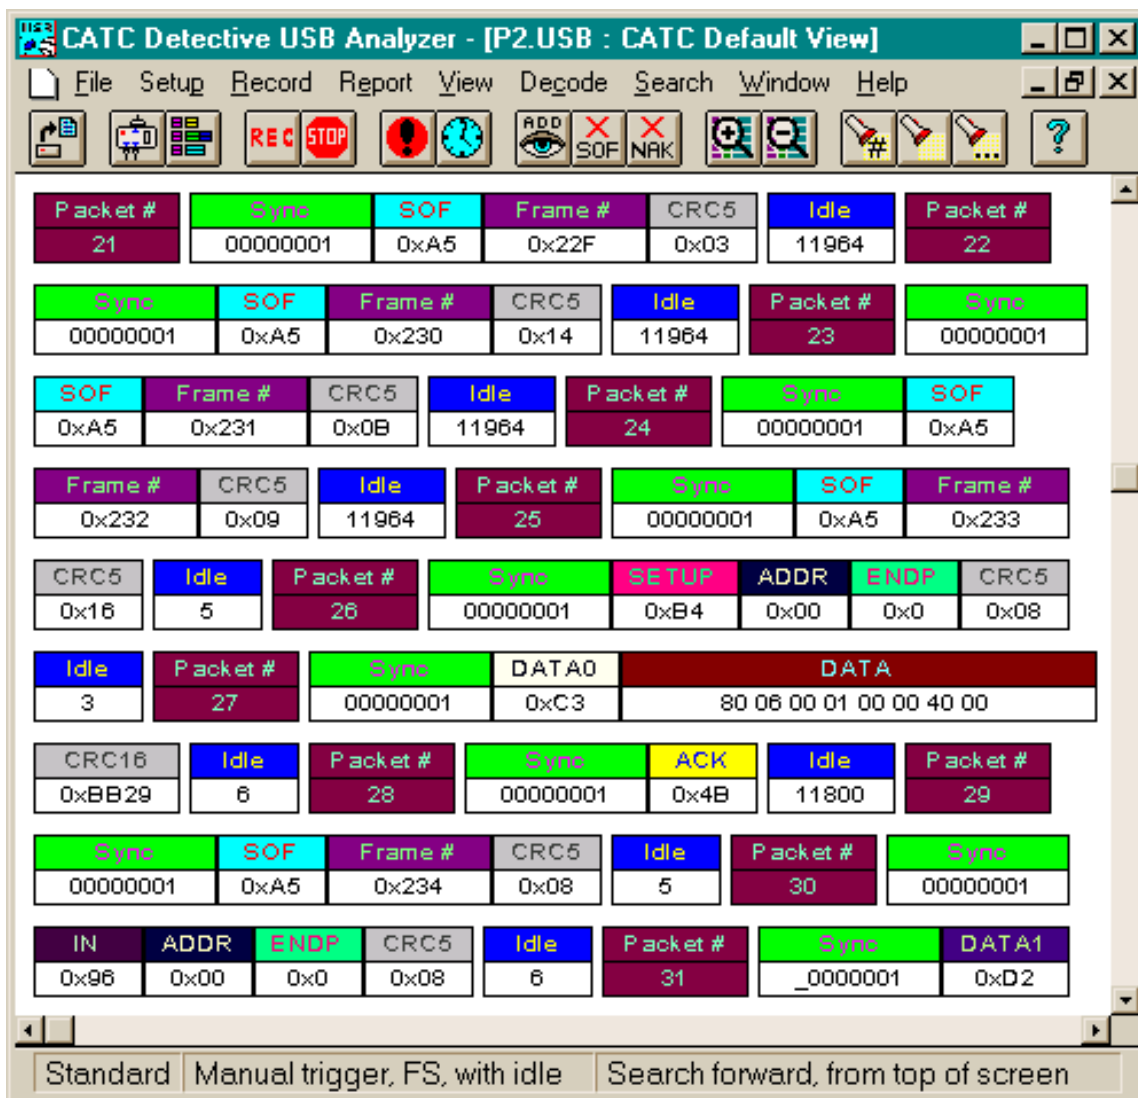 USB
CATC Detective USB Analyzer - [P2.USB : CATC Default View]
File Setup Record Report View Decode Search Window Help
REC STOP ADD SOF NAK # ... ?
Packet # Sync SOF Frame # CRC5 Idle Packet #
21 00000001 0xA5 0x22F 0x03 11964 22
Sync SOF Frame # CRC5 Idle Packet # Sync
00000001 0xA5 0x230 0x14 11964 23 00000001
SOF Frame # CRC5 Idle Packet # Sync SOF
0xA5 0x231 0x0B 11964 24 00000001 0xA5
Frame # CRC5 Idle Packet # Sync SOF Frame #
0x232 0x09 11964 25 00000001 0xA5 0x233
CRC5 Idle Packet # Sync SETUP ADDR ENDP CRC5
0x16 5 26 00000001 0xB4 0x00 0x0 0x08
Idle Packet # Sync DATA0 DATA
3 27 00000001 0xC3 80 06 00 01 00 00 40 00
CRC16 Idle Packet # Sync ACK Idle Packet #
0xBB29 6 28 00000001 0x4B 11800 29
Sync SOF Frame # CRC5 Idle Packet # Sync
00000001 0xA5 0x234 0x08 5 30 00000001
IN ADDR ENDP CRC5 Idle Packet # Sync DATA1
0x96 0x00 0x0 0x08 6 31 _0000001 0xD2
Standard Manual trigger, FS, with idle Search forward, from top of screen